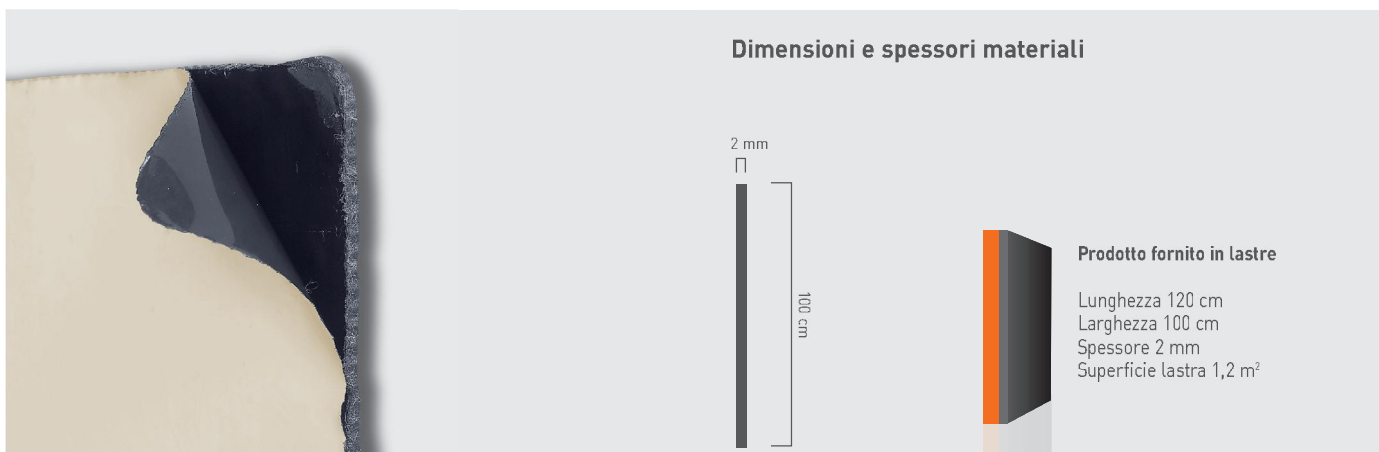 Dimensioni e spessori materiali
2 mm
100 cm
Prodotto fornito in lastre
Lunghezza 120 cm
Larghezza 100 cm
Spessore 2 mm
Superficie lastra 1,2 m²